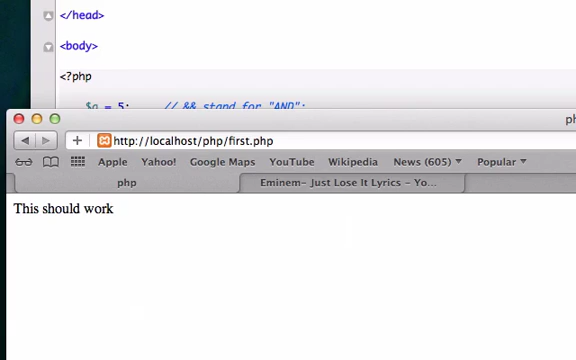 </head>
<body>
<?php
$a = 5; // && stand for "AND";
ph
http://localhost/php/first.php
Apple Yahoo! Google Maps YouTube Wikipedia News (605) Popular
php Eminem- Just Lose It Lyrics - Yo...
This should work